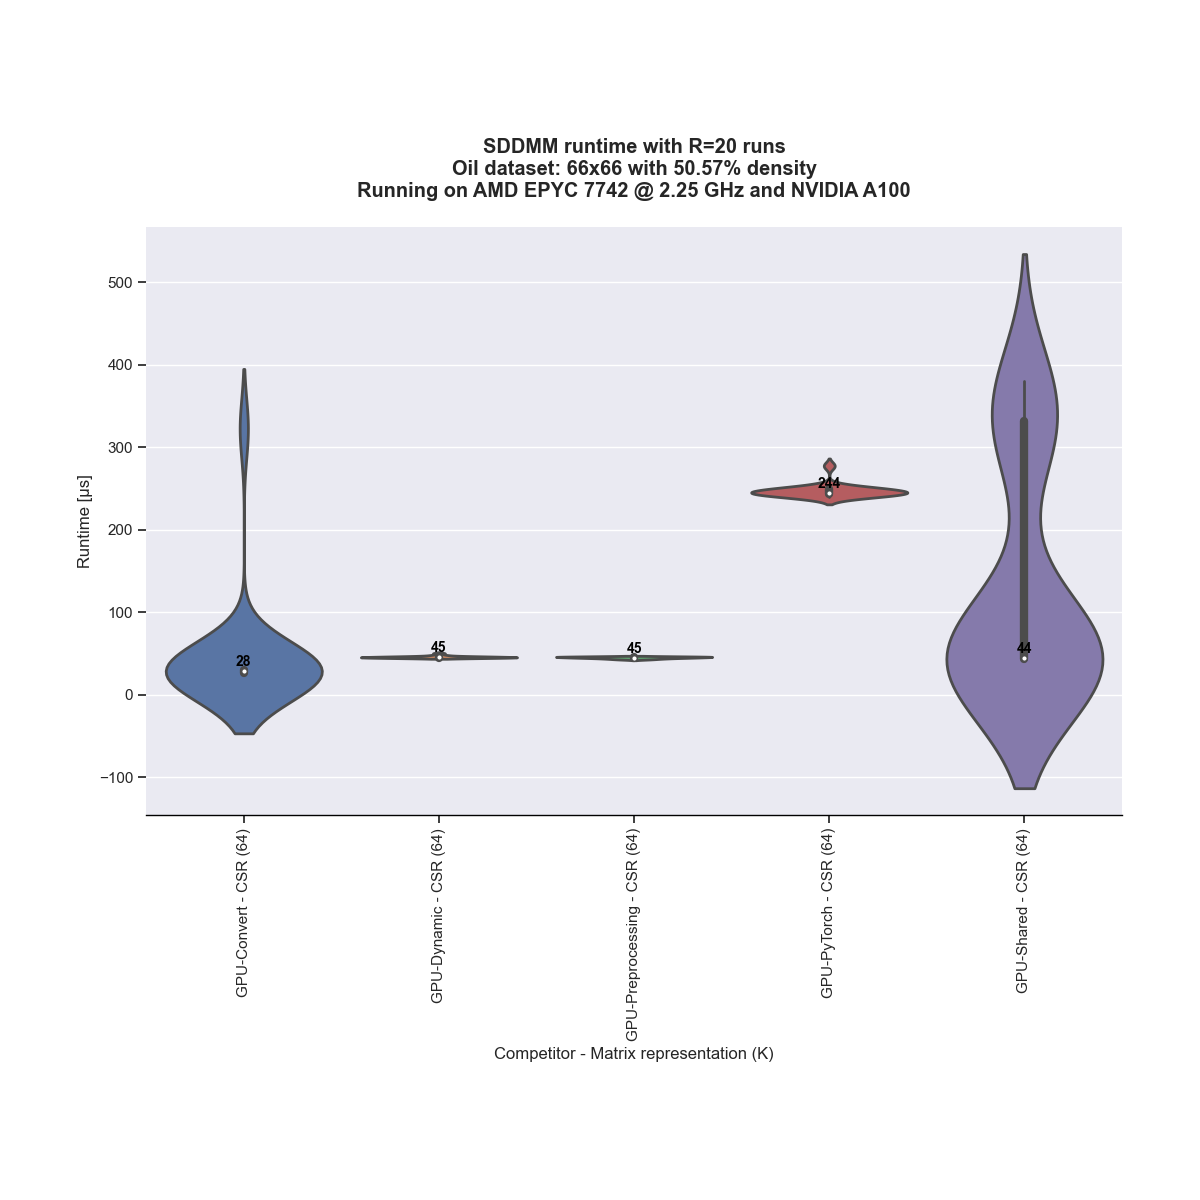 SDDMM runtime with R=20 runs
Oil dataset: 66x66 with 50.57% density
Running on AMD EPYC 7742 @ 2.25 GHz and NVIDIA A100
Runtime [μs]
500
400
300
200
100
0
−100
28
45
45
244
44
GPU-Convert - CSR (64)
GPU-Dynamic - CSR (64)
GPU-Preprocessing - CSR (64)
GPU-PyTorch - CSR (64)
GPU-Shared - CSR (64)
Competitor - Matrix representation (K)